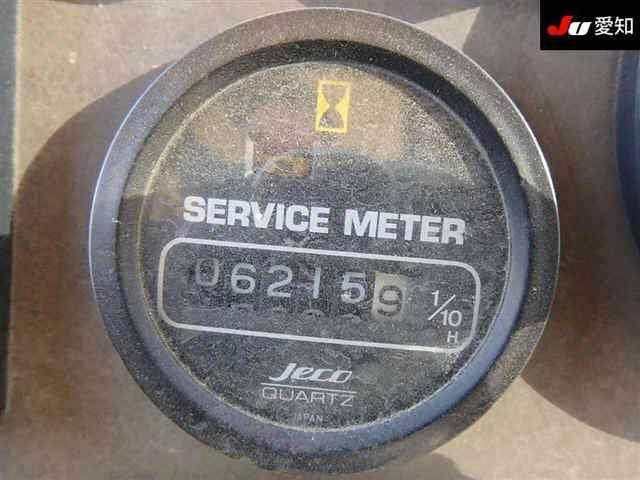 JU 愛知
SERVICE METER
062159
1/10
H
Jeco
QUARTZ
JAPAN